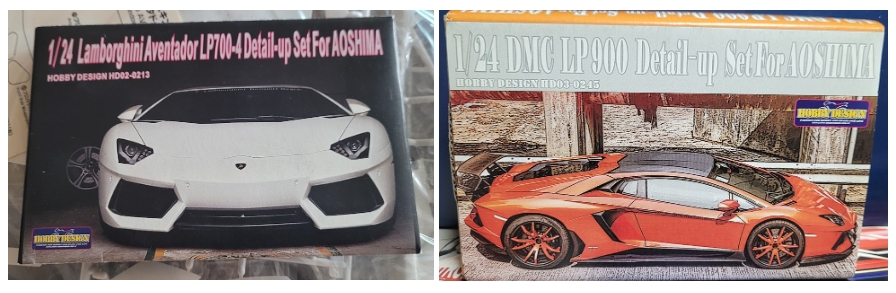 1/24 Lamborghini Aventador LP700-4 Detail-up Set For AOSHIMA
HOBBY DESIGN HD02-0213
HOBBY DESIGN
1/24 DMC LP900 Detail-up Set For AOSHIMA
HOBBY DESIGN HD03-0245
HOBBY DESIGN